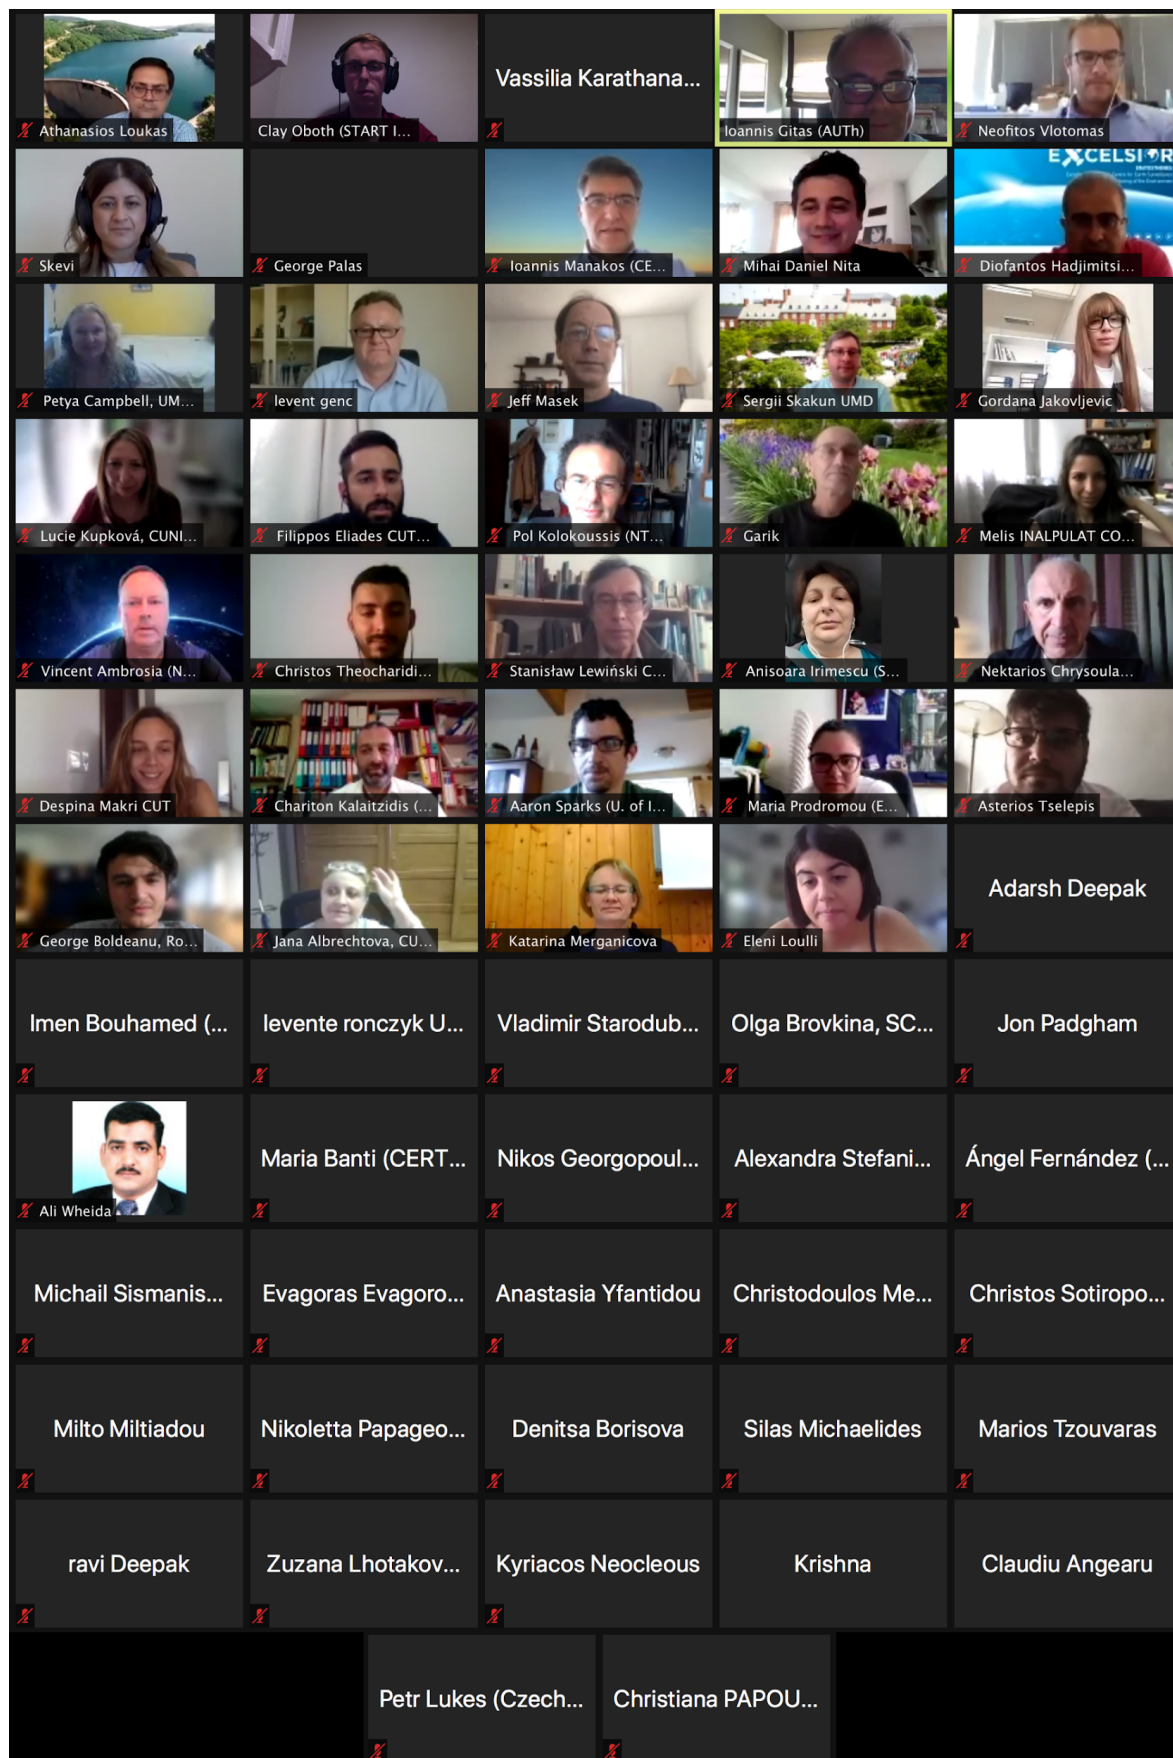 Athanasios Loukas
Clay Oboth (START I...
Vassilia Karathana...
Ioannis Gitas (AUTh)
Neofitos Vlotomas
Skevi
George Palas
Ioannis Manakos (CE...
Mihai Daniel Nita
EXCELSIOR
Diofantos Hadjimitsi...
Petya Campbell, UM...
levent genc
Jeff Masek
Sergii Skakun UMD
Gordana Jakovljevic
Lucie Kupková, CUNI...
Filippos Eliades CUT...
Pol Kolokoussis (NT...
Garik
Melis INALPULAT CO...
Vincent Ambrosia (N...
Christos Theocharidi...
Stanisław Lewiński C...
Anisoara Irimescu (S...
Nektarios Chrysoula...
Despina Makri CUT
Chariton Kalaitzidis (...
Aaron Sparks (U. of I...
Maria Prodromou (E...
Asterios Tselepis
George Boldeanu, Ro...
Jana Albrechtova, CU...
Katarina Merganicova
Eleni Loulli
Adarsh Deepak
Imen Bouhamed (...
levente ronczyk U...
Vladimir Starodub...
Olga Brovkina, SC...
Jon Padgham
Ali Wheida
Maria Banti (CERT...
Nikos Georgopoul...
Alexandra Stefani...
Ángel Fernández (...
Michail Sismanis...
Evagoras Evagoro...
Anastasia Yfantidou
Christodoulos Me...
Christos Sotiropo...
Milto Miltiadou
Nikoletta Papageo...
Denitsa Borisova
Silas Michaelides
Marios Tzouvaras
ravi Deepak
Zuzana Lhotakov...
Kyriacos Neocleous
Krishna
Claudiu Angearu
Petr Lukes (Czech...
Christiana PAPOU...